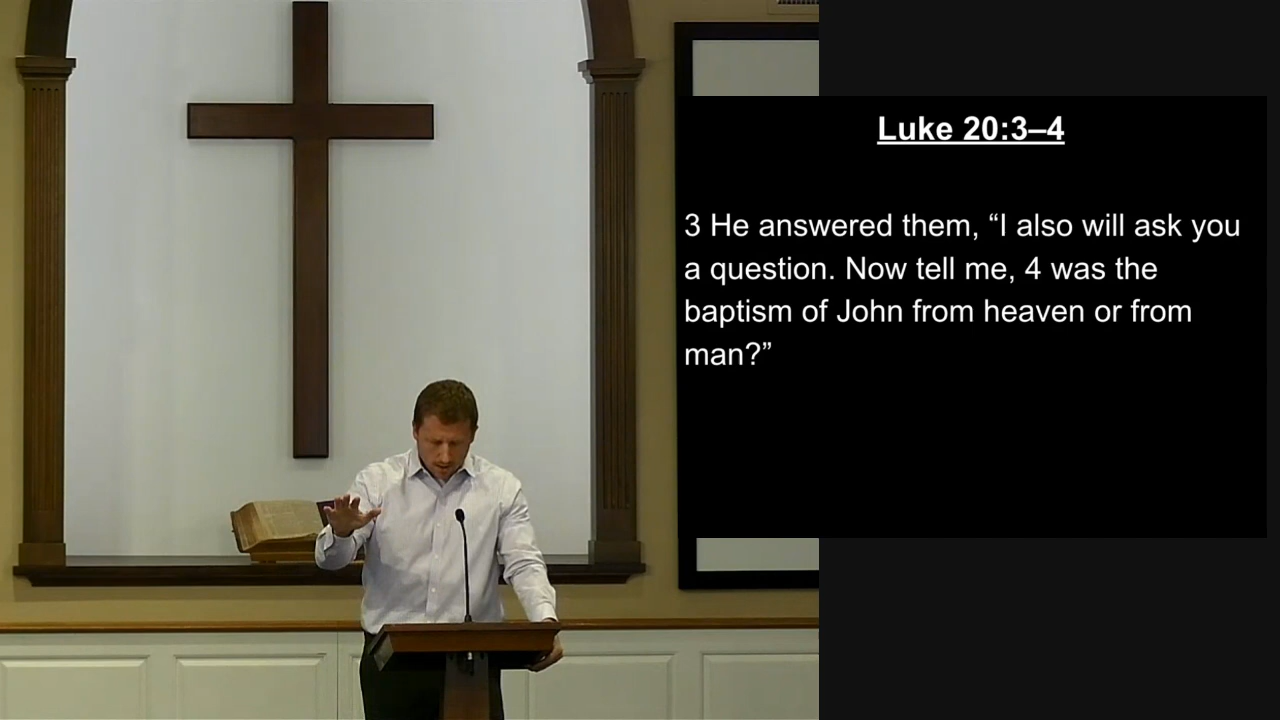 Luke 20:3–4
3 He answered them, “I also will ask you
a question. Now tell me, 4 was the
baptism of John from heaven or from
man?”